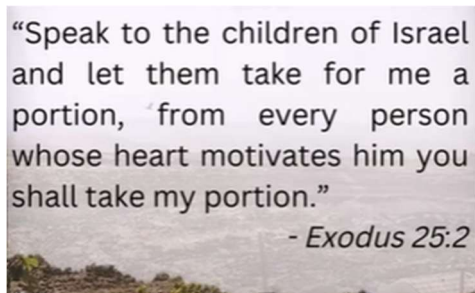 “Speak to the children of Israel
and let them take for me a
portion, from every person
whose heart motivates him you
shall take my portion.”
- Exodus 25:2